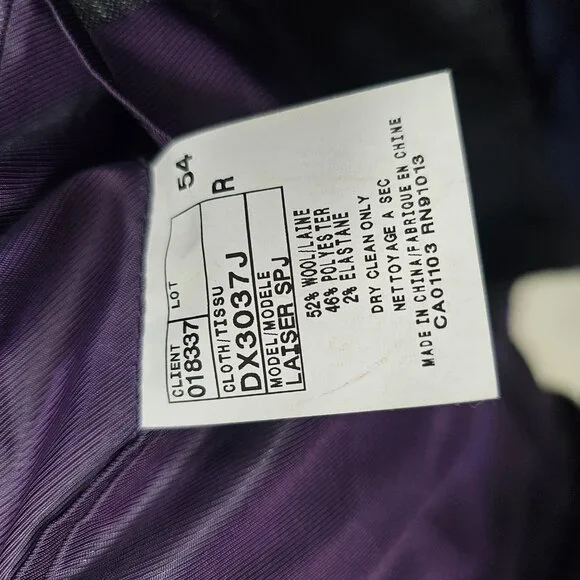 54
R
CLIENT LOT
018337
CLOTH/TISSU
DX3037J
MODEL/MODELE
LAISER SPJ
52% WOOL/LAINE
46% POLYESTER
2% ELASTANE
DRY CLEAN ONLY
NETTOYAGE A SEC
MADE IN CHINA/FABRIQUE EN CHINE
CA01103 RN91013